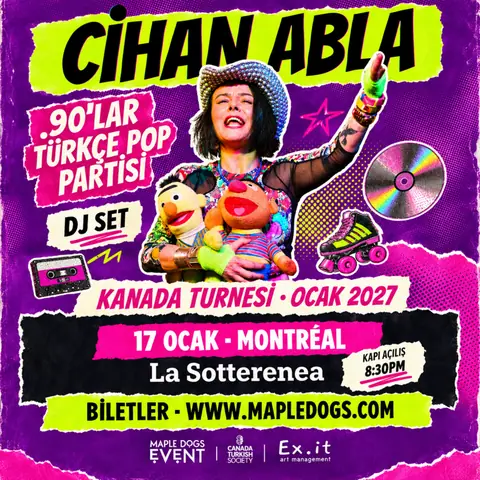 CİHAN ABLA
90'LAR
TÜRKÇE POP
PARTİSİ
DJ SET
KANADA TURNESİ · OCAK 2027
17 OCAK - MONTRÉAL
La Sotterenea
KAPI AÇILIŞ
8:30PM
BİLETLER - WWW.MAPLEDOGS.COM
MAPLE DOGS
EVENT
CANADA
TURKISH
SOCIETY
Ex.it
art management